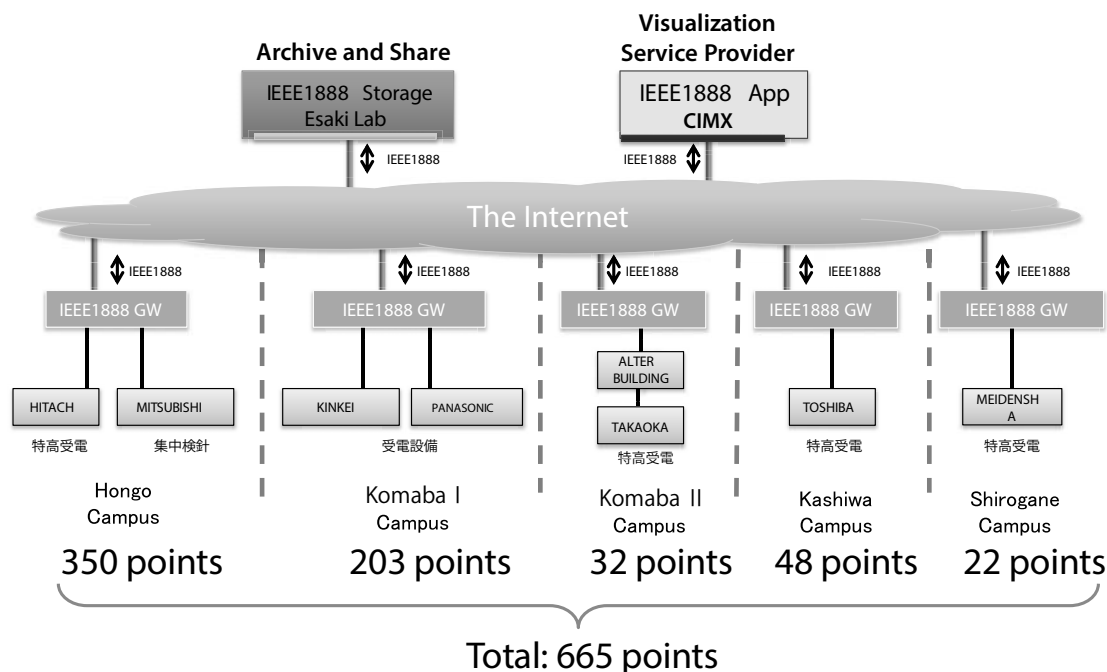 Archive and Share
Visualization
Service Provider
IEEE1888 Storage
Esaki Lab
IEEE1888 App
CIMX
IEEE1888
IEEE1888
The Internet
IEEE1888
IEEE1888
IEEE1888
IEEE1888
IEEE1888
IEEE1888 GW
IEEE1888 GW
IEEE1888 GW
IEEE1888 GW
IEEE1888 GW
HITACH
MITSUBISHI
KINKEI
PANASONIC
ALTER
BUILDING
TAKAOKA
TOSHIBA
MEIDENSH
A
特高受電
集中検針
受電設備
特高受電
特高受電
特高受電
Hongo
Campus
Komaba I
Campus
Komaba II
Campus
Kashiwa
Campus
Shirogane
Campus
350 points
203 points
32 points
48 points
22 points
Total: 665 points